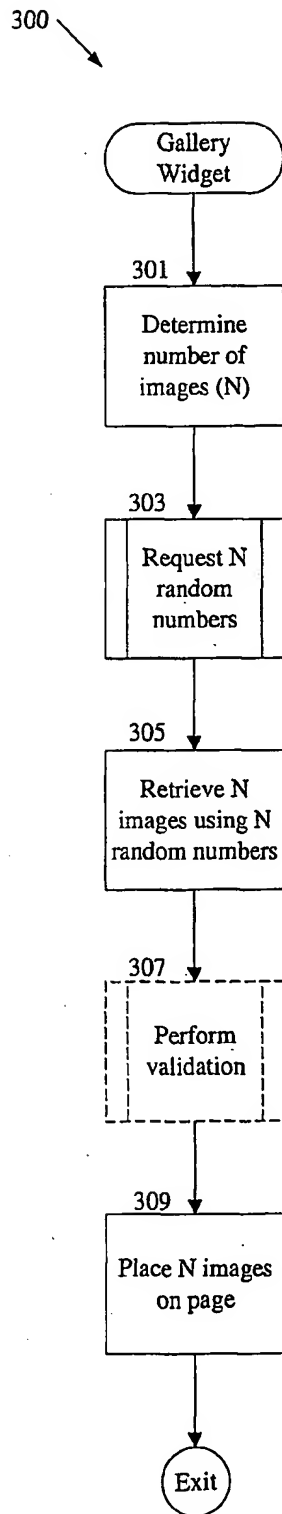 300
Gallery
Widget
301
Determine
number of
images (N)
303
Request N
random
numbers
305
Retrieve N
images using N
random numbers
307
Perform
validation
309
Place N images
on page
Exit